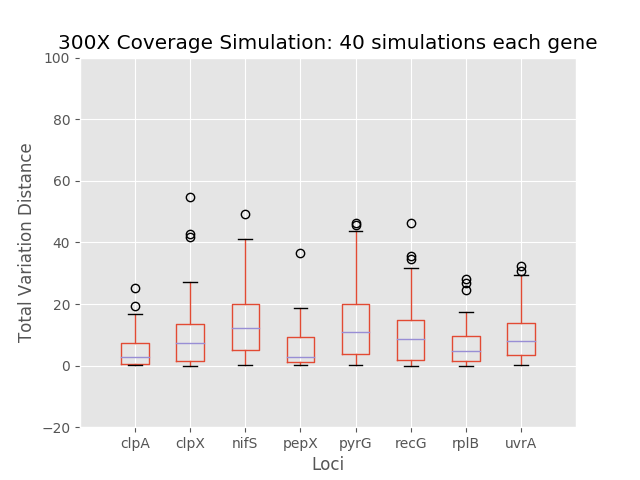 300X Coverage Simulation: 40 simulations each gene
Total Variation Distance
100
80
60
40
20
0
−20
clpA clpX nifS pepX pyrG recG rplB uvrA
Loci